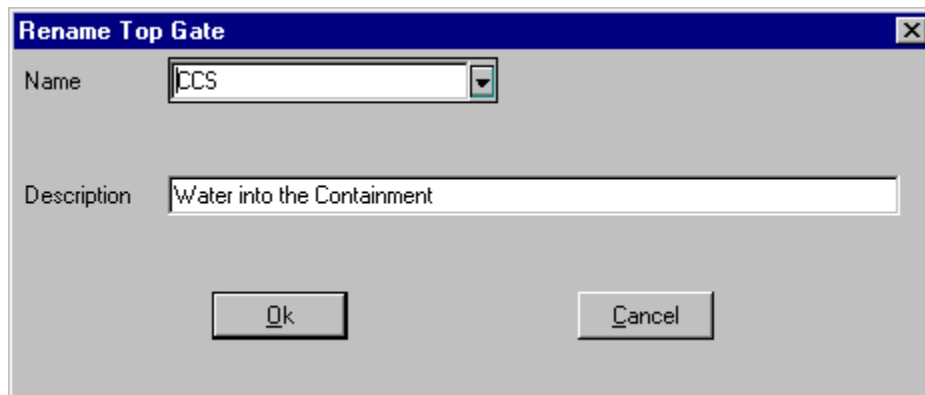 Rename Top Gate
Name CCS
Description Water into the Containment
Ok Cancel